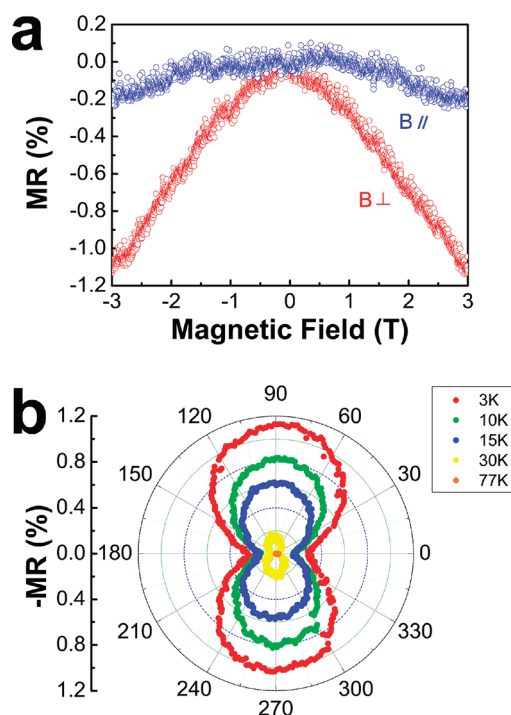 a
0.2
0.0
-0.2
-0.4
-0.6
-0.8
-1.0
-1.2
MR (%)
B //
B⊥
-3 -2 -1 0 1 2 3
Magnetic Field (T)
b
1.2
0.8
0.4
0.0
0.4
0.8
1.2
-MR (%)
90
120 60
150 30
180 0
210 330
240 300
270
3K
10K
15K
30K
77K